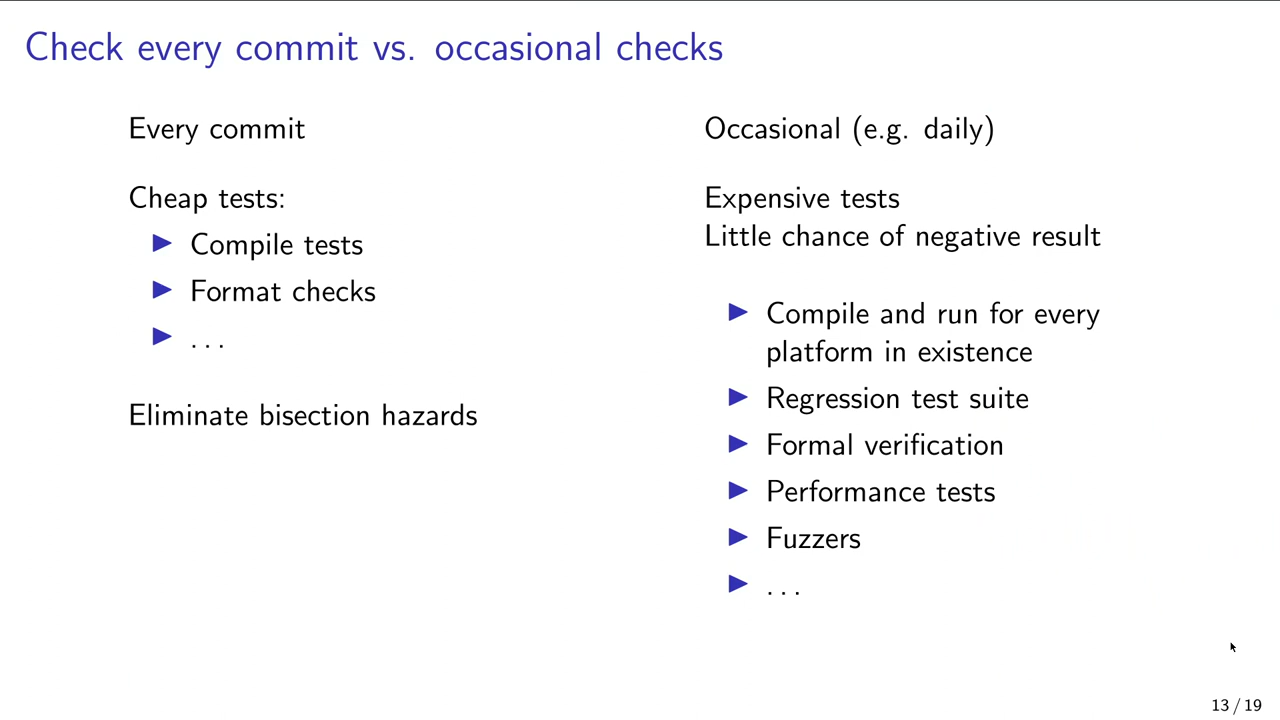 Check every commit vs. occasional checks
Every commit
Cheap tests:
Compile tests
Format checks
...
Eliminate bisection hazards
Occasional (e.g. daily)
Expensive tests
Little chance of negative result
Compile and run for every
platform in existence
Regression test suite
Formal verification
Performance tests
Fuzzers
...
13 / 19